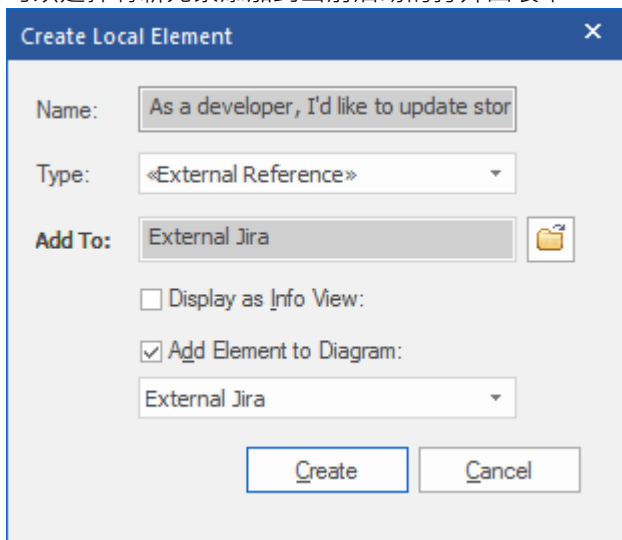 Create Local Element
Name: As a developer, I'd like to update stor
Type: «External Reference»
Add To: External Jira
Display as Info View:
Add Element to Diagram:
External Jira
Create Cancel